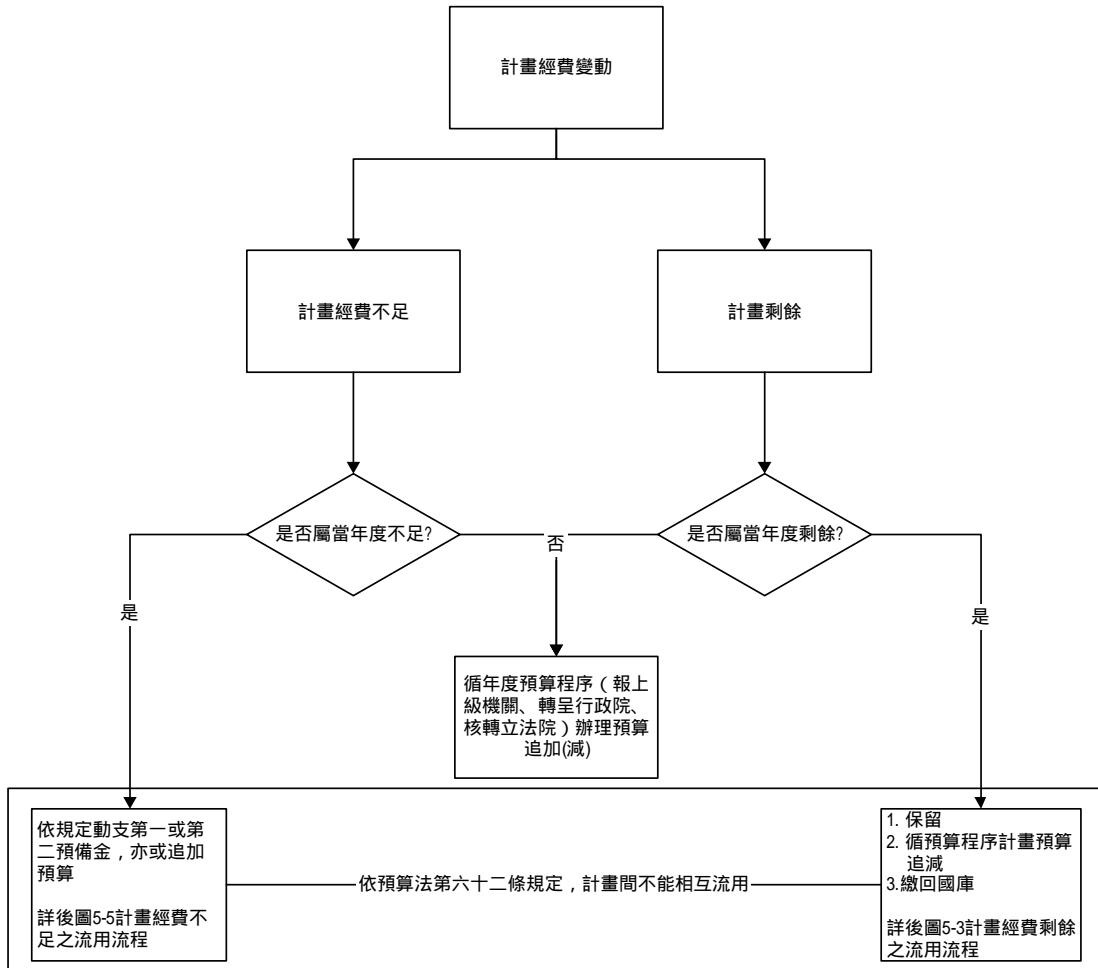 計畫經費變動
計畫經費不足
計畫剩餘
是否屬當年度不足?
是否屬當年度剩餘?
否
是
是
循年度預算程序（報上
級機關、轉呈行政院、
核轉立法院）辦理預算
追加(減)
依規定動支第一或第
二預備金，亦或追加
預算
詳後圖5-5計畫經費不
足之流用流程
依預算法第六十二條規定，計畫間不能相互流用
1. 保留
2. 循預算程序計畫預算
追減
3.繳回國庫
詳後圖5-3計畫經費剩餘
之流用流程